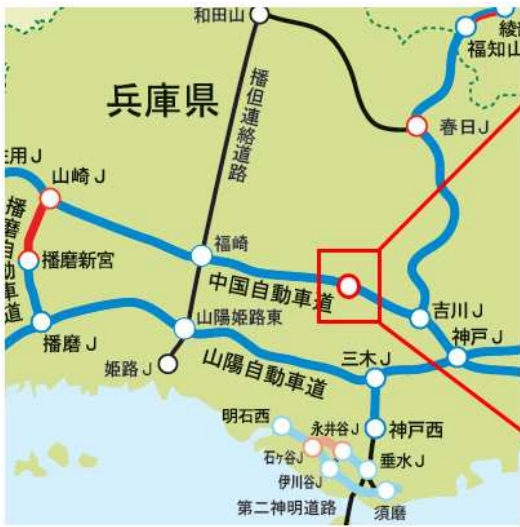 和田山
綾部
福知山
兵庫県
播但連絡道路
春日J
用J
山崎J
播磨自動車道
福崎
播磨新宮
中国自動車道
吉川J
山陽姫路東
神戸J
播磨J
山陽自動車道
三木J
姫路J
明石西
永井谷J
神戸西
石ヶ谷J
垂水J
伊川谷J
第二神明道路
須磨